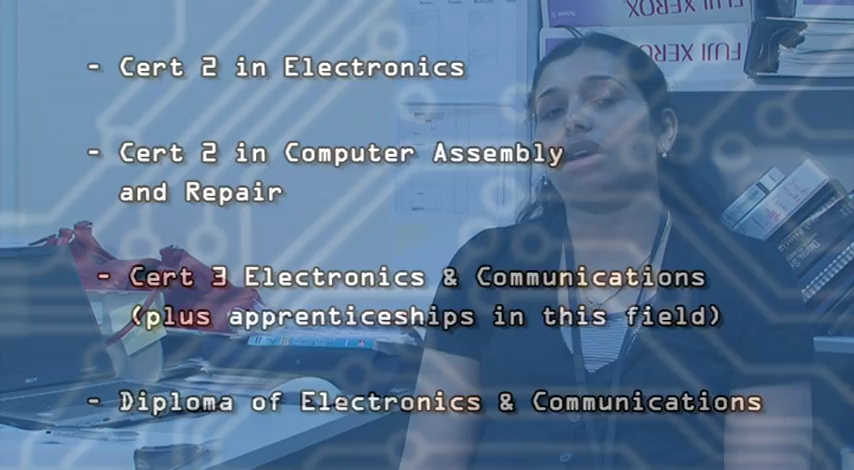 FUJI XEROX
FUJI XEROX
- Cert 2 in Electronics
- Cert 2 in Computer Assembly
and Repair
- Cert 3 Electronics & Communications
(plus apprenticeships in this field)
- Diploma of Electronics & Communications